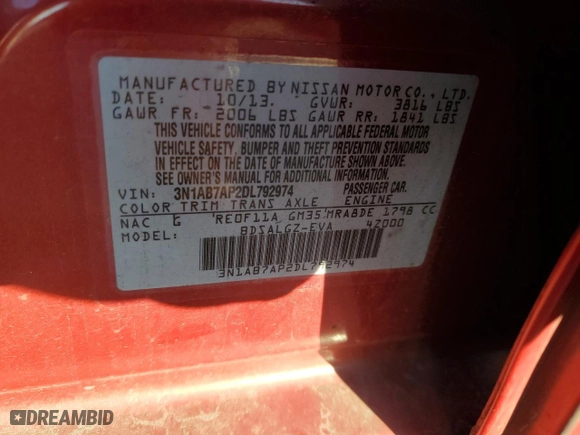 MANUFACTURED BY NISSAN MOTOR CO., LTD.
DATE: 10/13. GVWR: 3816 LBS
GAWR FR: 2006 LBS GAWR RR: 1841 LBS
THIS VEHICLE CONFORMS TO ALL APPLICABLE FEDERAL MOTOR
VEHICLE SAFETY, BUMPER AND THEFT PREVENTION STANDARDS
IN EFFECT ON THE DATE OF MANUFACTURE SHOWN ABOVE.
SEE OWNER'S MANUAL FOR ADDITIONAL INFORMATION.
VIN: 3N1AB7AP2DL792974 PASSENGER CAR.
COLOR TRIM TRANS AXLE ENGINE
NAC G RE0F11A GM35 MRA8DE 1798 CC
MODEL: BDSALGZ-EVA 4Z000
3N1AB7AP2DL792974
DREAMBID